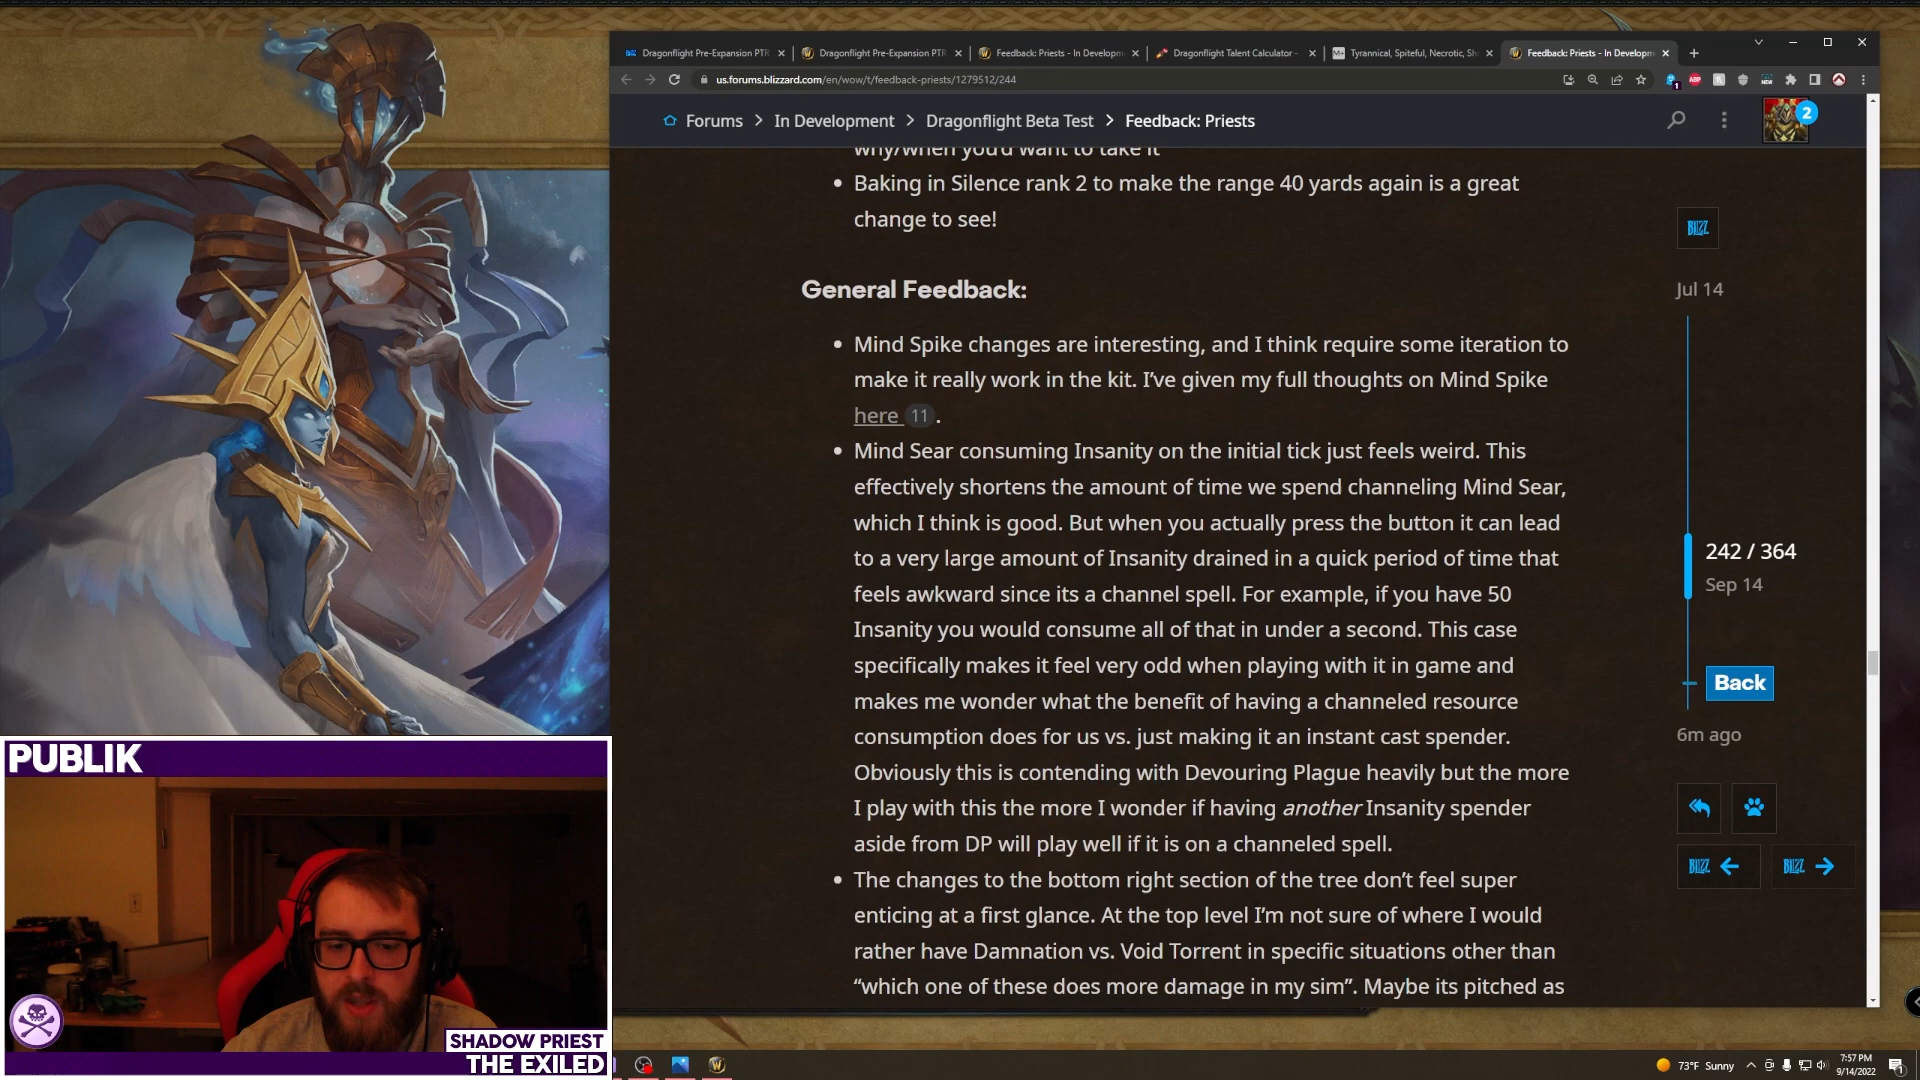 Dragonflight Pre-Expansion PTR
Dragonflight Pre-Expansion PTR
Feedback: Priests - In Developm
Dragonflight Talent Calculator -
Tyrannical, Spiteful, Necrotic, Sh
Feedback: Priests - In Developm
us.forums.blizzard.com/en/wow/t/feedback-priests/1279512/244
Forums > In Development > Dragonflight Beta Test > Feedback: Priests
2
why/when you'd want to take it
• Baking in Silence rank 2 to make the range 40 yards again is a great
change to see!
General Feedback:
• Mind Spike changes are interesting, and I think require some iteration to
make it really work in the kit. I've given my full thoughts on Mind Spike
here 11 .
• Mind Sear consuming Insanity on the initial tick just feels weird. This
effectively shortens the amount of time we spend channeling Mind Sear,
which I think is good. But when you actually press the button it can lead
to a very large amount of Insanity drained in a quick period of time that
feels awkward since its a channel spell. For example, if you have 50
Insanity you would consume all of that in under a second. This case
specifically makes it feel very odd when playing with it in game and
makes me wonder what the benefit of having a channeled resource
consumption does for us vs. just making it an instant cast spender.
Obviously this is contending with Devouring Plague heavily but the more
I play with this the more I wonder if having another Insanity spender
aside from DP will play well if it is on a channeled spell.
• The changes to the bottom right section of the tree don't feel super
enticing at a first glance. At the top level I'm not sure of where I would
rather have Damnation vs. Void Torrent in specific situations other than
“which one of these does more damage in my sim”. Maybe its pitched as
BLIZZ
Jul 14
242 / 364
Sep 14
Back
6m ago
BLIZZ
BLIZZ
PUBLIK
SHADOW PRIEST
THE EXILED
73°F Sunny
7:57 PM
9/14/2022